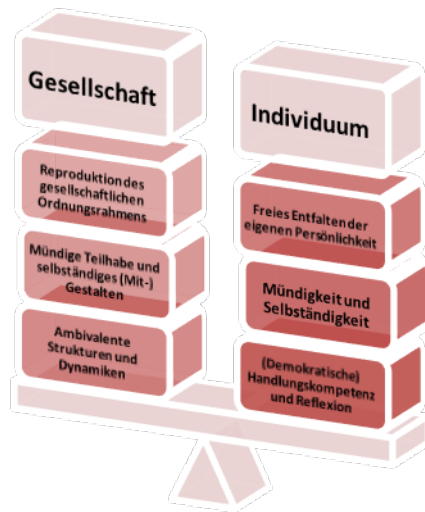 Gesellschaft
Reproduktion des
gesellschaftlichen
Ordnungsrahmens
Mündige Teilhabe und
selbständiges (Mit-)
Gestalten
Ambivalente
Strukturen und
Dynamiken
Individuum
Freies Entfalten der
eigenen Persönlichkeit
Mündigkeit und
Selbständigkeit
(Demokratische)
Handlungskompetenz
und Reflexion